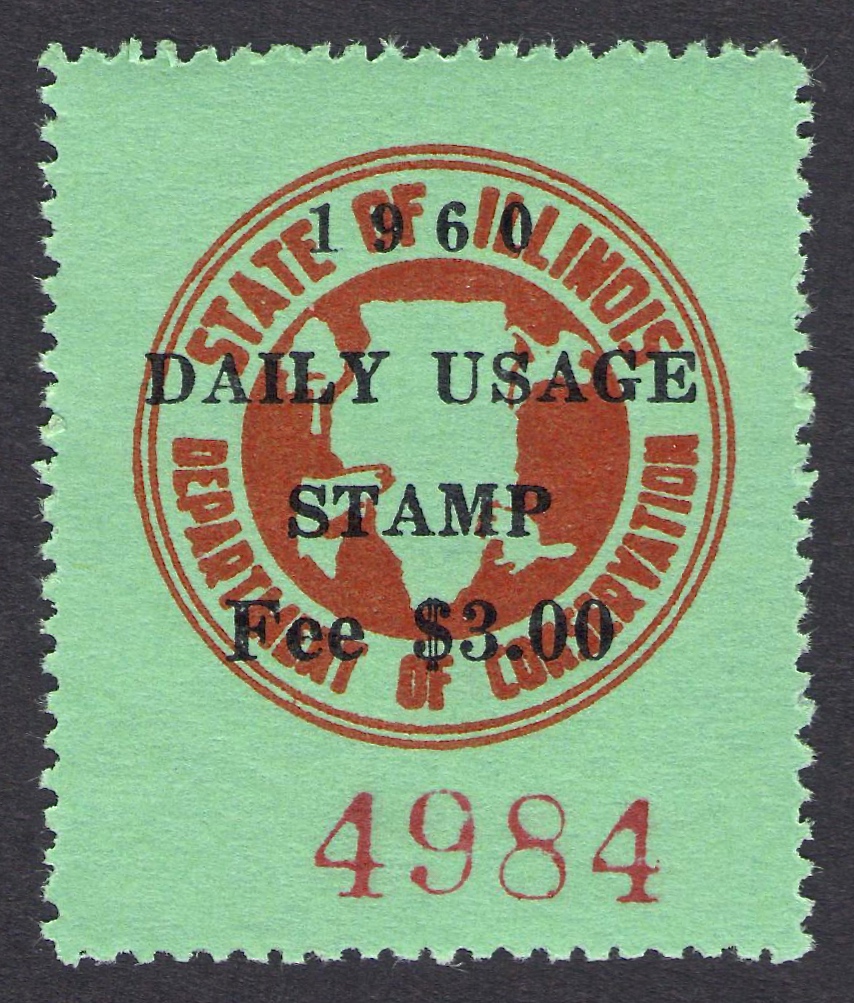 STATE OF ILLINOIS
1960
DAILY USAGE
STAMP
Fee $3.00
DEPARTMENT OF CONSERVATION
4984